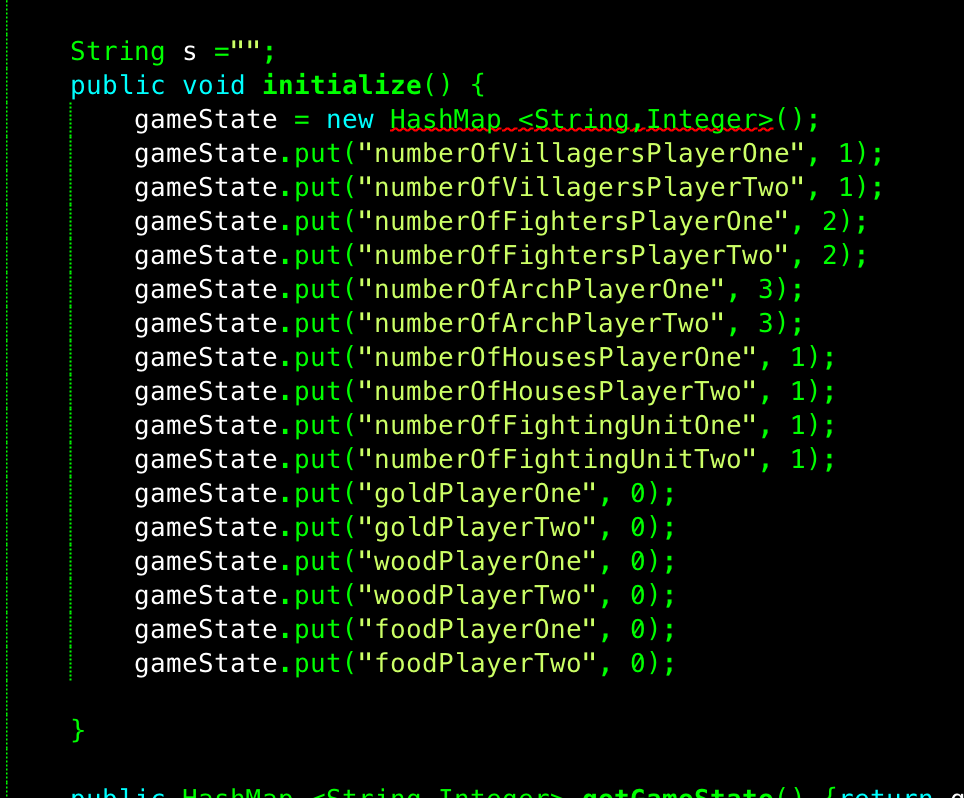 String s ="";
public void initialize() {
gameState = new HashMap <String,Integer>();
gameState.put("numberOfVillagersPlayerOne", 1);
gameState.put("numberOfVillagersPlayerTwo", 1);
gameState.put("numberOfFightersPlayerOne", 2);
gameState.put("numberOfFightersPlayerTwo", 2);
gameState.put("numberOfArchPlayerOne", 3);
gameState.put("numberOfArchPlayerTwo", 3);
gameState.put("numberOfHousesPlayerOne", 1);
gameState.put("numberOfHousesPlayerTwo", 1);
gameState.put("numberOfFightingUnitOne", 1);
gameState.put("numberOfFightingUnitTwo", 1);
gameState.put("goldPlayerOne", 0);
gameState.put("goldPlayerTwo", 0);
gameState.put("woodPlayerOne", 0);
gameState.put("woodPlayerTwo", 0);
gameState.put("foodPlayerOne", 0);
gameState.put("foodPlayerTwo", 0);
}
public HashMap <String,Integer> getGameState() {return